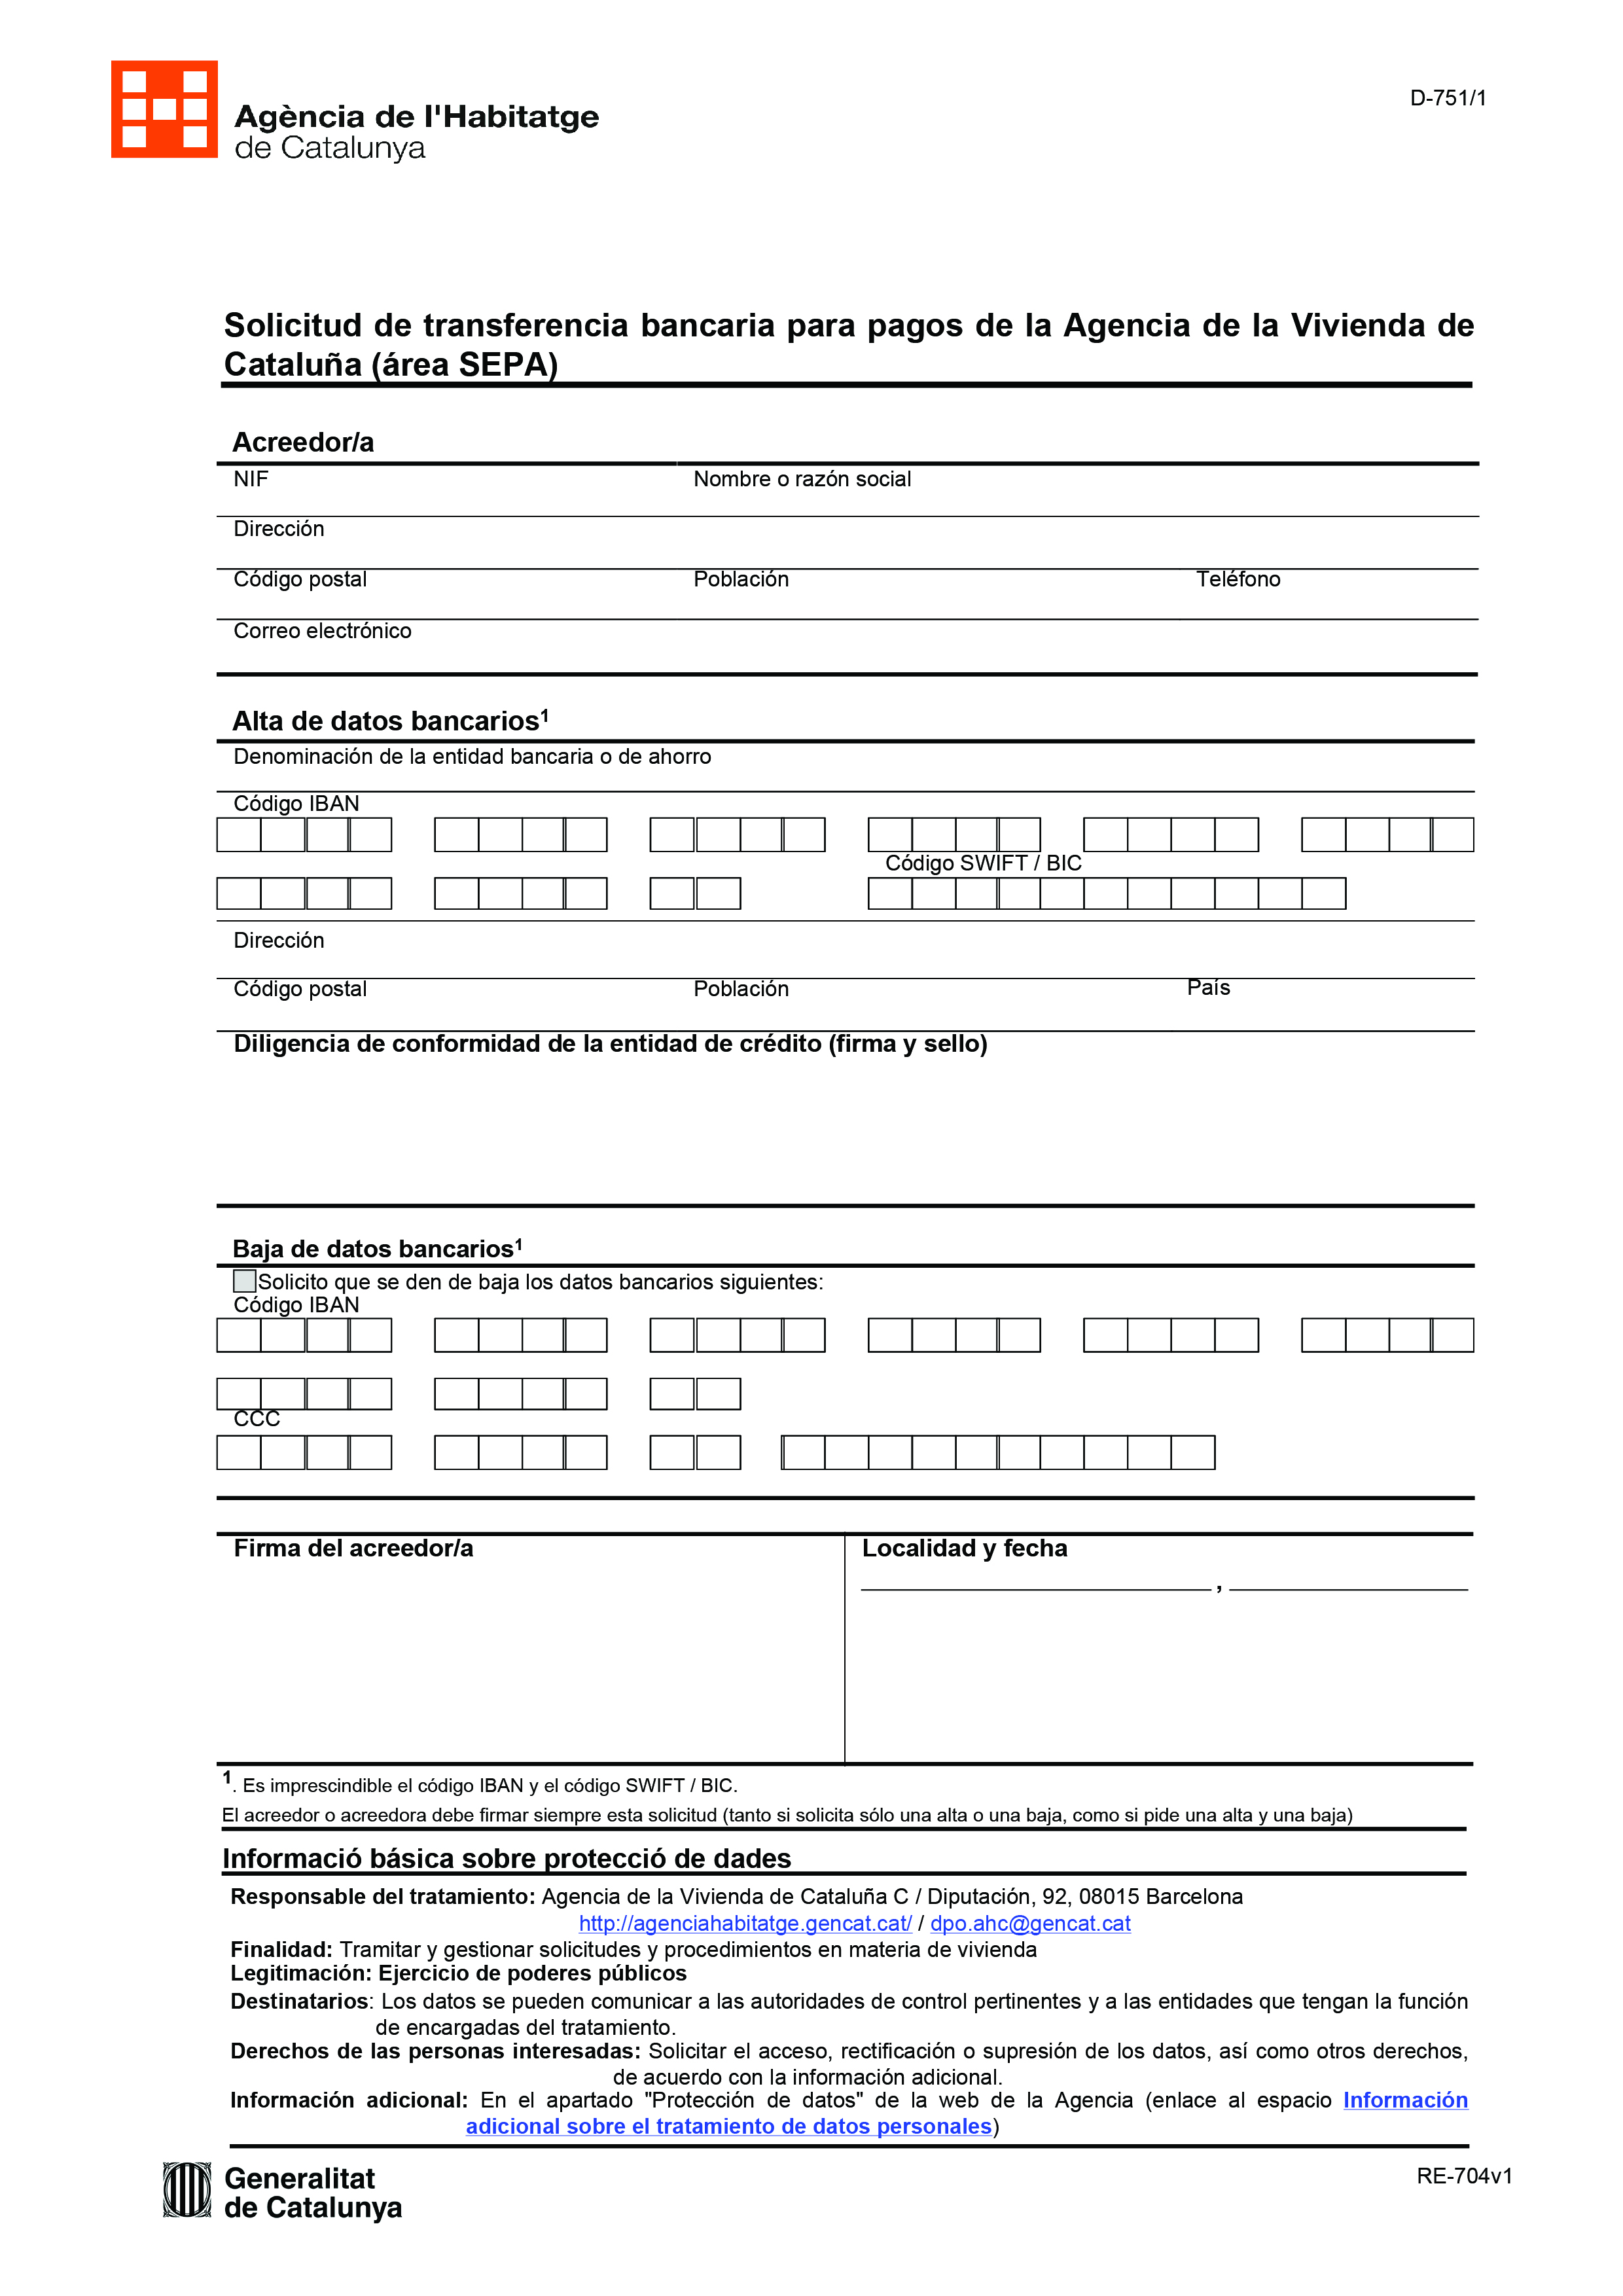 Agència de l'Habitatge
de Catalunya
D-751/1
Solicitud de transferencia bancaria para pagos de la Agencia de la Vivienda de
Cataluña (área SEPA)
Acreedor/a
NIF Nombre o razón social
Dirección
Código postal Población Teléfono
Correo electrónico
Alta de datos bancarios¹
Denominación de la entidad bancaria o de ahorro
Código IBAN
Código SWIFT / BIC
Dirección
Código postal Población País
Diligencia de conformidad de la entidad de crédito (firma y sello)
Baja de datos bancarios¹
Solicito que se den de baja los datos bancarios siguientes:
Código IBAN
CCC
Firma del acreedor/a Localidad y fecha
,
¹. Es imprescindible el código IBAN y el código SWIFT / BIC.
El acreedor o acreedora debe firmar siempre esta solicitud (tanto si solicita sólo una alta o una baja, como si pide una alta y una baja)
Informació básica sobre protecció de dades
Responsable del tratamiento: Agencia de la Vivienda de Cataluña C / Diputación, 92, 08015 Barcelona
http://agenciahabitatge.gencat.cat/ / dpo.ahc@gencat.cat
Finalidad: Tramitar y gestionar solicitudes y procedimientos en materia de vivienda
Legitimación: Ejercicio de poderes públicos
Destinatarios: Los datos se pueden comunicar a las autoridades de control pertinentes y a las entidades que tengan la función
de encargadas del tratamiento.
Derechos de las personas interesadas: Solicitar el acceso, rectificación o supresión de los datos, así como otros derechos,
de acuerdo con la información adicional.
Información adicional: En el apartado "Protección de datos" de la web de la Agencia (enlace al espacio Información
adicional sobre el tratamiento de datos personales)
Generalitat
de Catalunya
RE-704v1